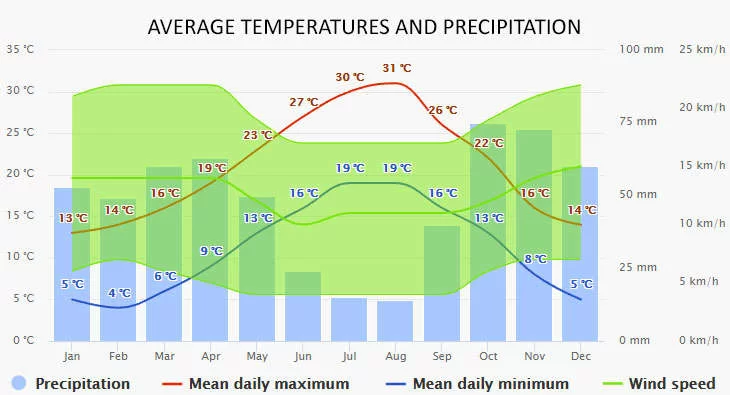 AVERAGE TEMPERATURES AND PRECIPITATION
35 °C 100 mm 25 km/h
30 °C 20 km/h
25 °C 75 mm
20 °C 15 km/h
15 °C 50 mm 10 km/h
10 °C 25 mm
5 °C 5 km/h
0 °C 0 mm 0 km/h
13 °C 14 °C 16 °C 19 °C 23 °C 27 °C 30 °C 31 °C 26 °C 22 °C 16 °C 14 °C
5 °C 4 °C 6 °C 9 °C 13 °C 16 °C 19 °C 19 °C 16 °C 13 °C 8 °C 5 °C
Jan Feb Mar Apr May Jun Jul Aug Sep Oct Nov Dec
Precipitation Mean daily maximum Mean daily minimum Wind speed